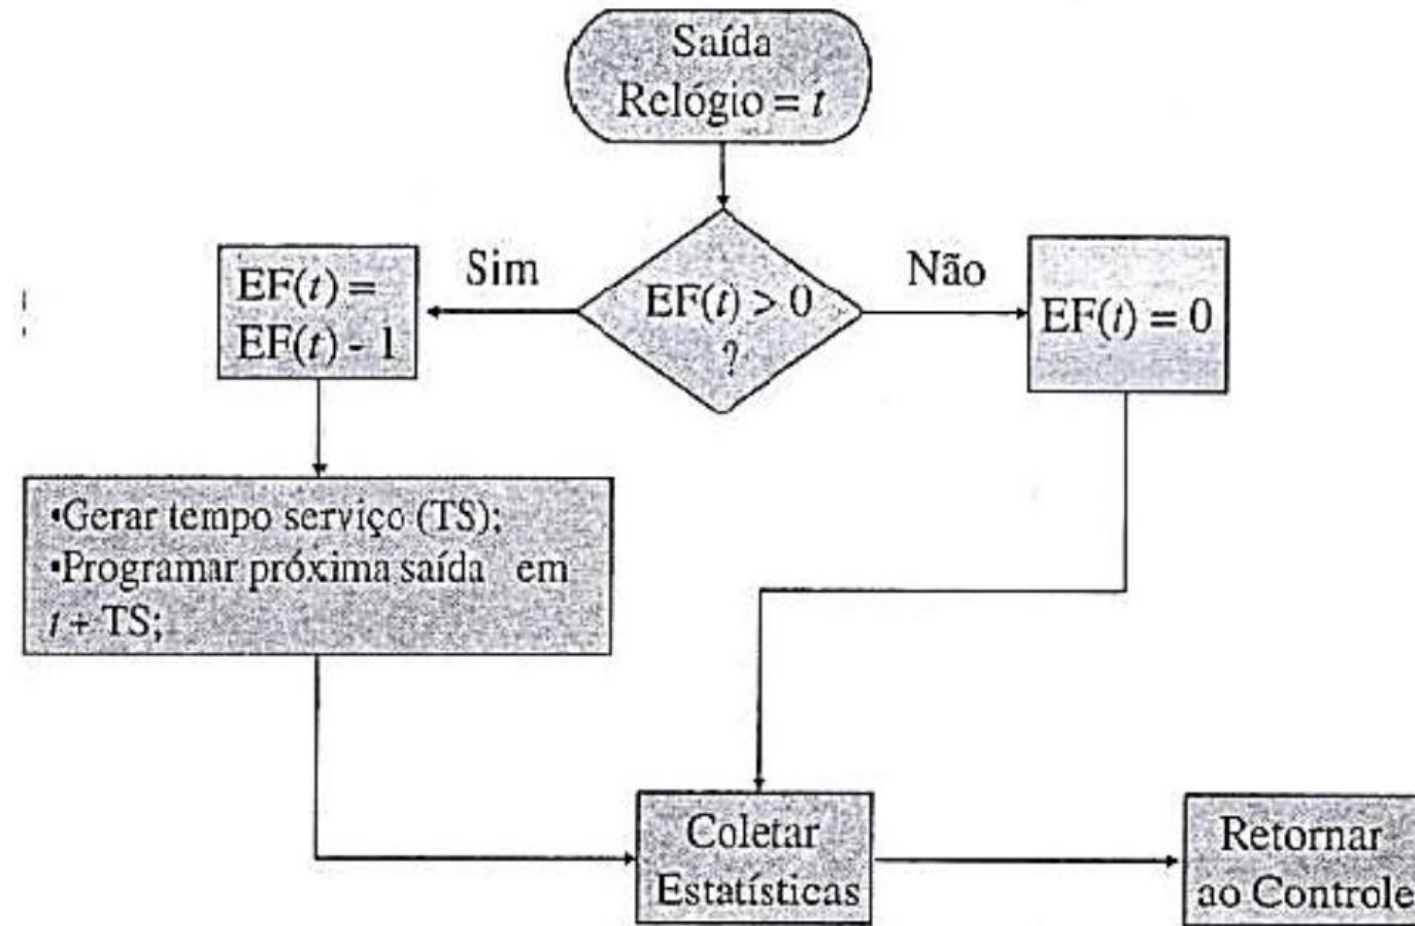 Saída
Relógio = t
Sim
EF(t) > 0
?
Não
EF(t) =
EF(t) - 1
EF(t) = 0
•Gerar tempo serviço (TS);
•Programar próxima saída em
t + TS;
Coletar
Estatísticas
Retornar
ao Controle